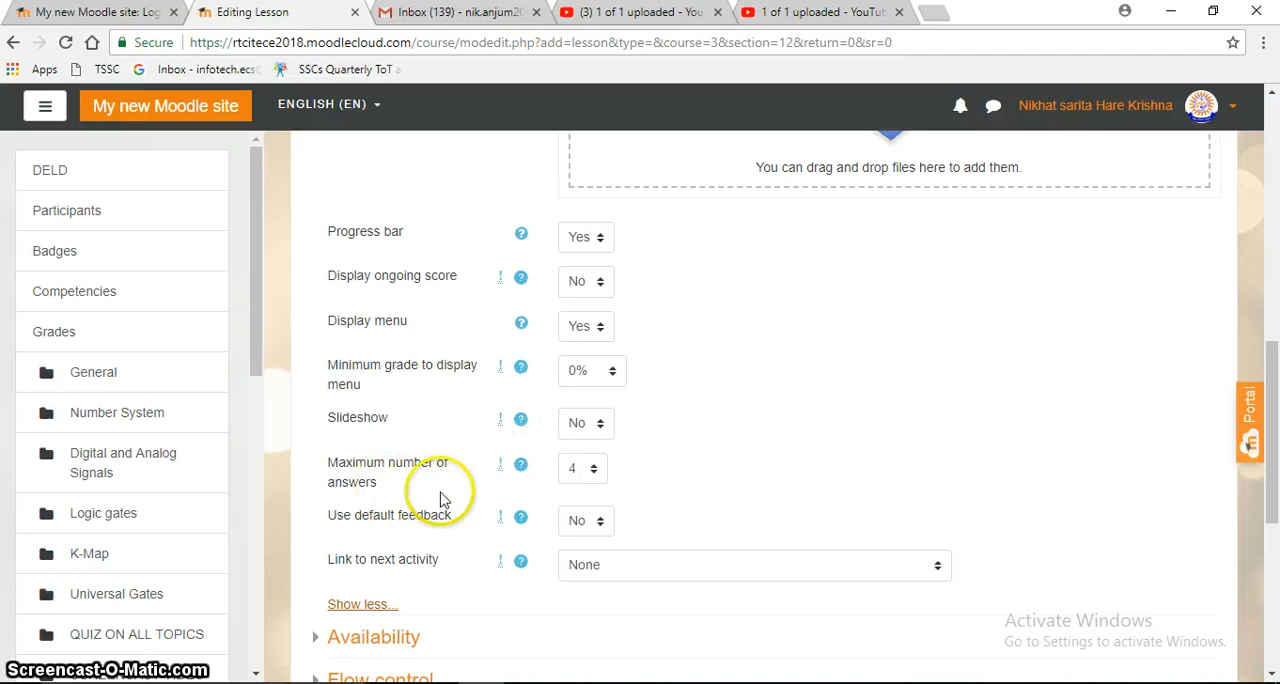 My new Moodle site: Log
Editing Lesson
Inbox (139) - nik.anjum20
(3) 1 of 1 uploaded - You
1 of 1 uploaded - YouTub
Secure
https://rtcitece2018.moodlecloud.com/course/modedit.php?add=lesson&type=&course=3&section=12&return=0&sr=0
Apps
TSSC
Inbox - infotech.ecs
SSCs Quarterly ToT a
My new Moodle site
ENGLISH (EN)
Nikhat sarita Hare Krishna
DELD
Participants
Badges
Competencies
Grades
General
Number System
Digital and Analog
Signals
Logic gates
K-Map
Universal Gates
QUIZ ON ALL TOPICS
You can drag and drop files here to add them.
Progress bar
Yes
Display ongoing score
No
Display menu
Yes
Minimum grade to display
menu
0%
Slideshow
No
Maximum number of
answers
4
Use default feedback
No
Link to next activity
None
Show less...
Availability
Flow control
Portal
Activate Windows
Go to Settings to activate Windows.
Screencast-O-Matic.com